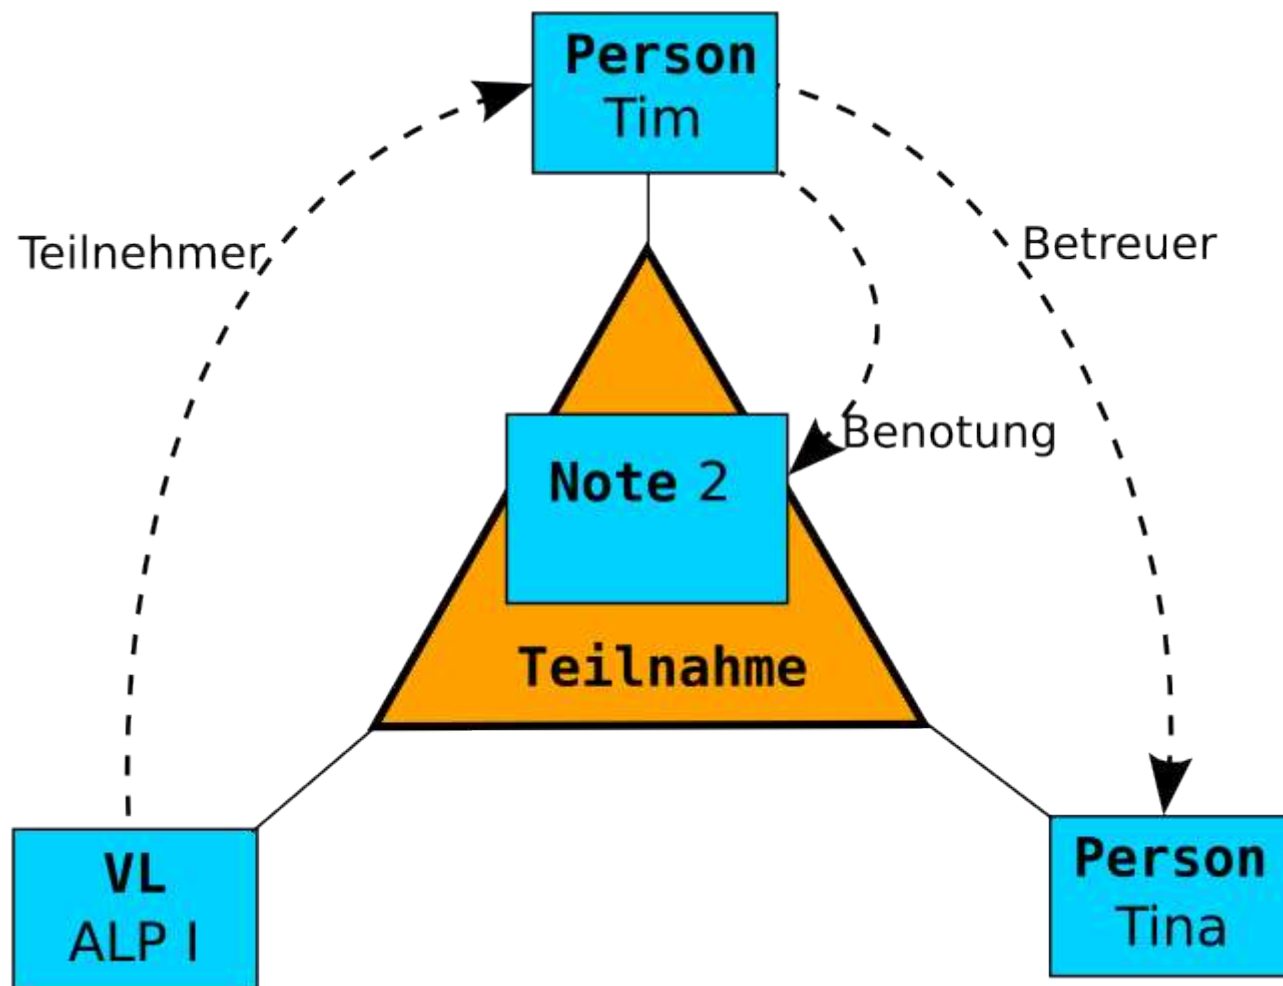 Person
Tim
Teilnehmer
Betreuer
Benotung
Note 2
Teilnahme
VL
ALP I
Person
Tina